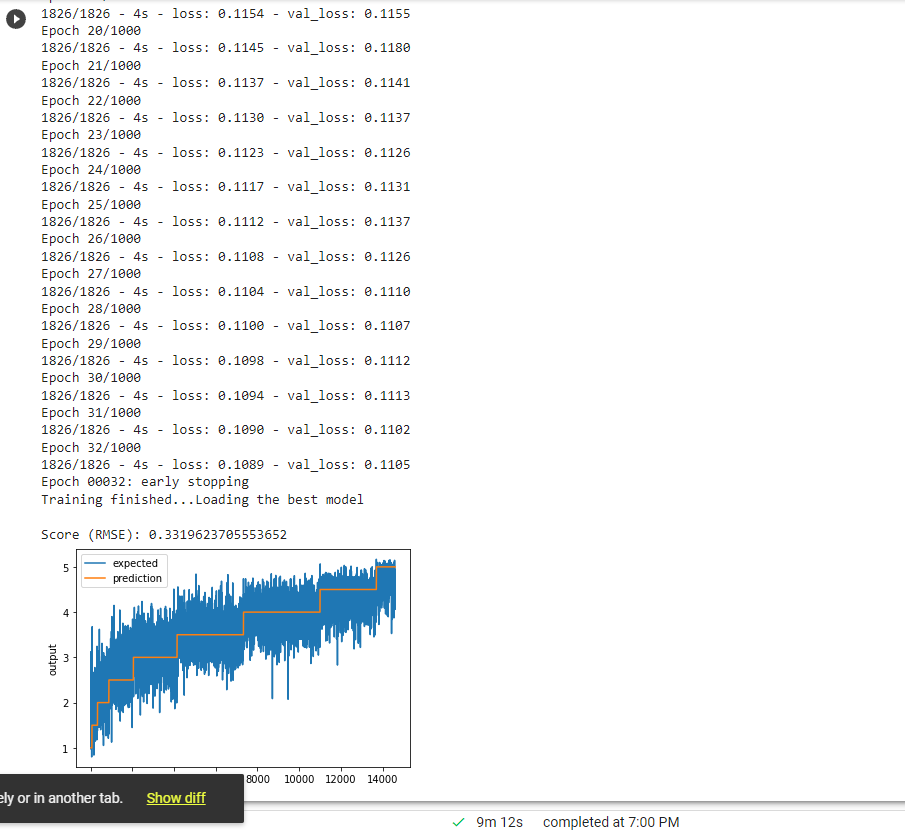 1826/1826 - 4s - loss: 0.1154 - val_loss: 0.1155
Epoch 20/1000
1826/1826 - 4s - loss: 0.1145 - val_loss: 0.1180
Epoch 21/1000
1826/1826 - 4s - loss: 0.1137 - val_loss: 0.1141
Epoch 22/1000
1826/1826 - 4s - loss: 0.1130 - val_loss: 0.1137
Epoch 23/1000
1826/1826 - 4s - loss: 0.1123 - val_loss: 0.1126
Epoch 24/1000
1826/1826 - 4s - loss: 0.1117 - val_loss: 0.1131
Epoch 25/1000
1826/1826 - 4s - loss: 0.1112 - val_loss: 0.1137
Epoch 26/1000
1826/1826 - 4s - loss: 0.1108 - val_loss: 0.1126
Epoch 27/1000
1826/1826 - 4s - loss: 0.1104 - val_loss: 0.1110
Epoch 28/1000
1826/1826 - 4s - loss: 0.1100 - val_loss: 0.1107
Epoch 29/1000
1826/1826 - 4s - loss: 0.1098 - val_loss: 0.1112
Epoch 30/1000
1826/1826 - 4s - loss: 0.1094 - val_loss: 0.1113
Epoch 31/1000
1826/1826 - 4s - loss: 0.1090 - val_loss: 0.1102
Epoch 32/1000
1826/1826 - 4s - loss: 0.1089 - val_loss: 0.1105
Epoch 00032: early stopping
Training finished...Loading the best model
Score (RMSE): 0.3319623705553652
expected
prediction
5
4
3
2
1
output
8000 10000 12000 14000
ely or in another tab. Show diff
9m 12s completed at 7:00 PM